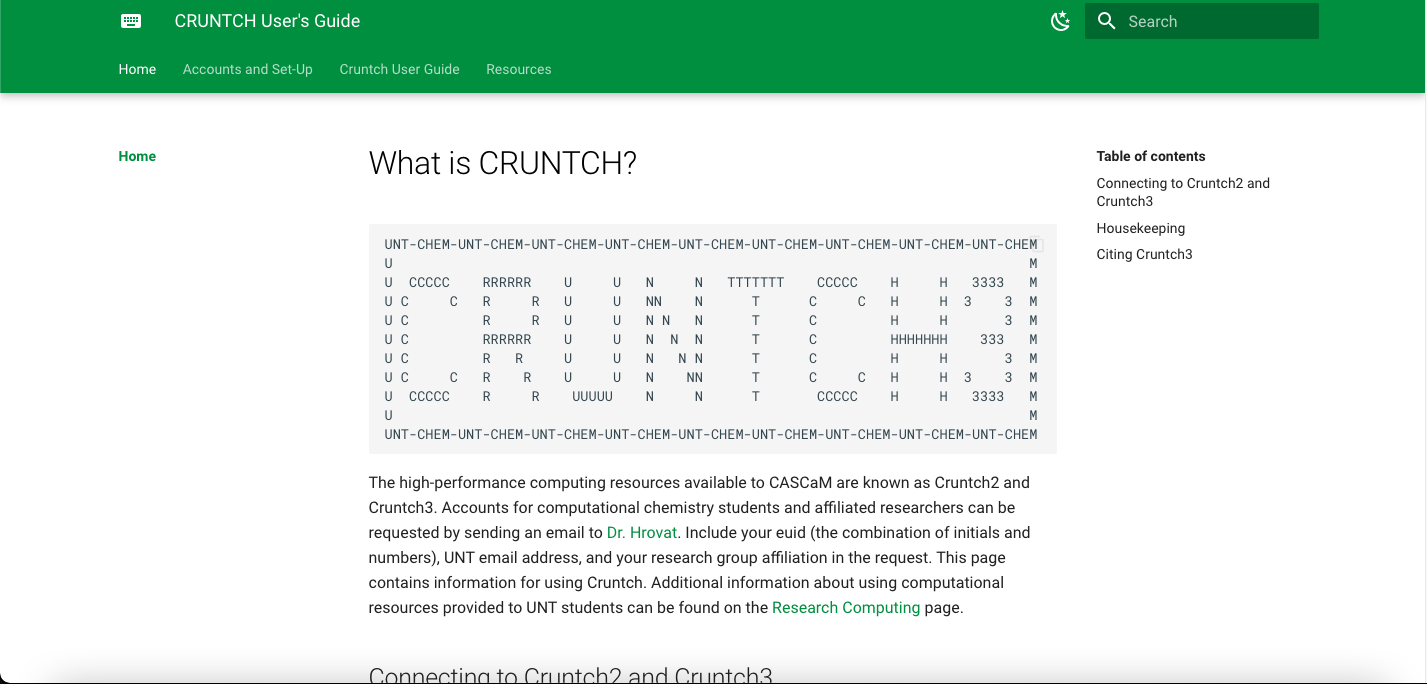 CRUNTCH User's Guide
Search
Home
Accounts and Set-Up
Cruntch User Guide
Resources
Home
What is CRUNTCH?
UNT-CHEM-UNT-CHEM-UNT-CHEM-UNT-CHEM-UNT-CHEM-UNT-CHEM-UNT-CHEM-UNT-CHEM-UNT-CHEM
U                                                                              M
U  CCCCC    RRRRRR    U     U   N     N   TTTTTTT    CCCCC    H     H   3333   M
U C     C   R     R   U     U   NN    N      T      C     C   H     H  3    3  M
U C         R     R   U     U   N N   N      T      C         H     H       3  M
U C         RRRRRR    U     U   N  N  N      T      C         HHHHHHH    333   M
U C         R   R     U     U   N   N N      T      C         H     H       3  M
U C     C   R    R    U     U   N    NN      T      C     C   H     H  3    3  M
U  CCCCC    R     R    UUUUU    N     N      T       CCCCC    H     H   3333   M
U                                                                              M
UNT-CHEM-UNT-CHEM-UNT-CHEM-UNT-CHEM-UNT-CHEM-UNT-CHEM-UNT-CHEM-UNT-CHEM-UNT-CHEM
The high-performance computing resources available to CASCaM are known as Cruntch2 and
Cruntch3. Accounts for computational chemistry students and affiliated researchers can be
requested by sending an email to Dr. Hrovat. Include your euid (the combination of initials and
numbers), UNT email address, and your research group affiliation in the request. This page
contains information for using Cruntch. Additional information about using computational
resources provided to UNT students can be found on the Research Computing page.
Connecting to Cruntch2 and Cruntch3
Table of contents
Connecting to Cruntch2 and
Cruntch3
Housekeeping
Citing Cruntch3